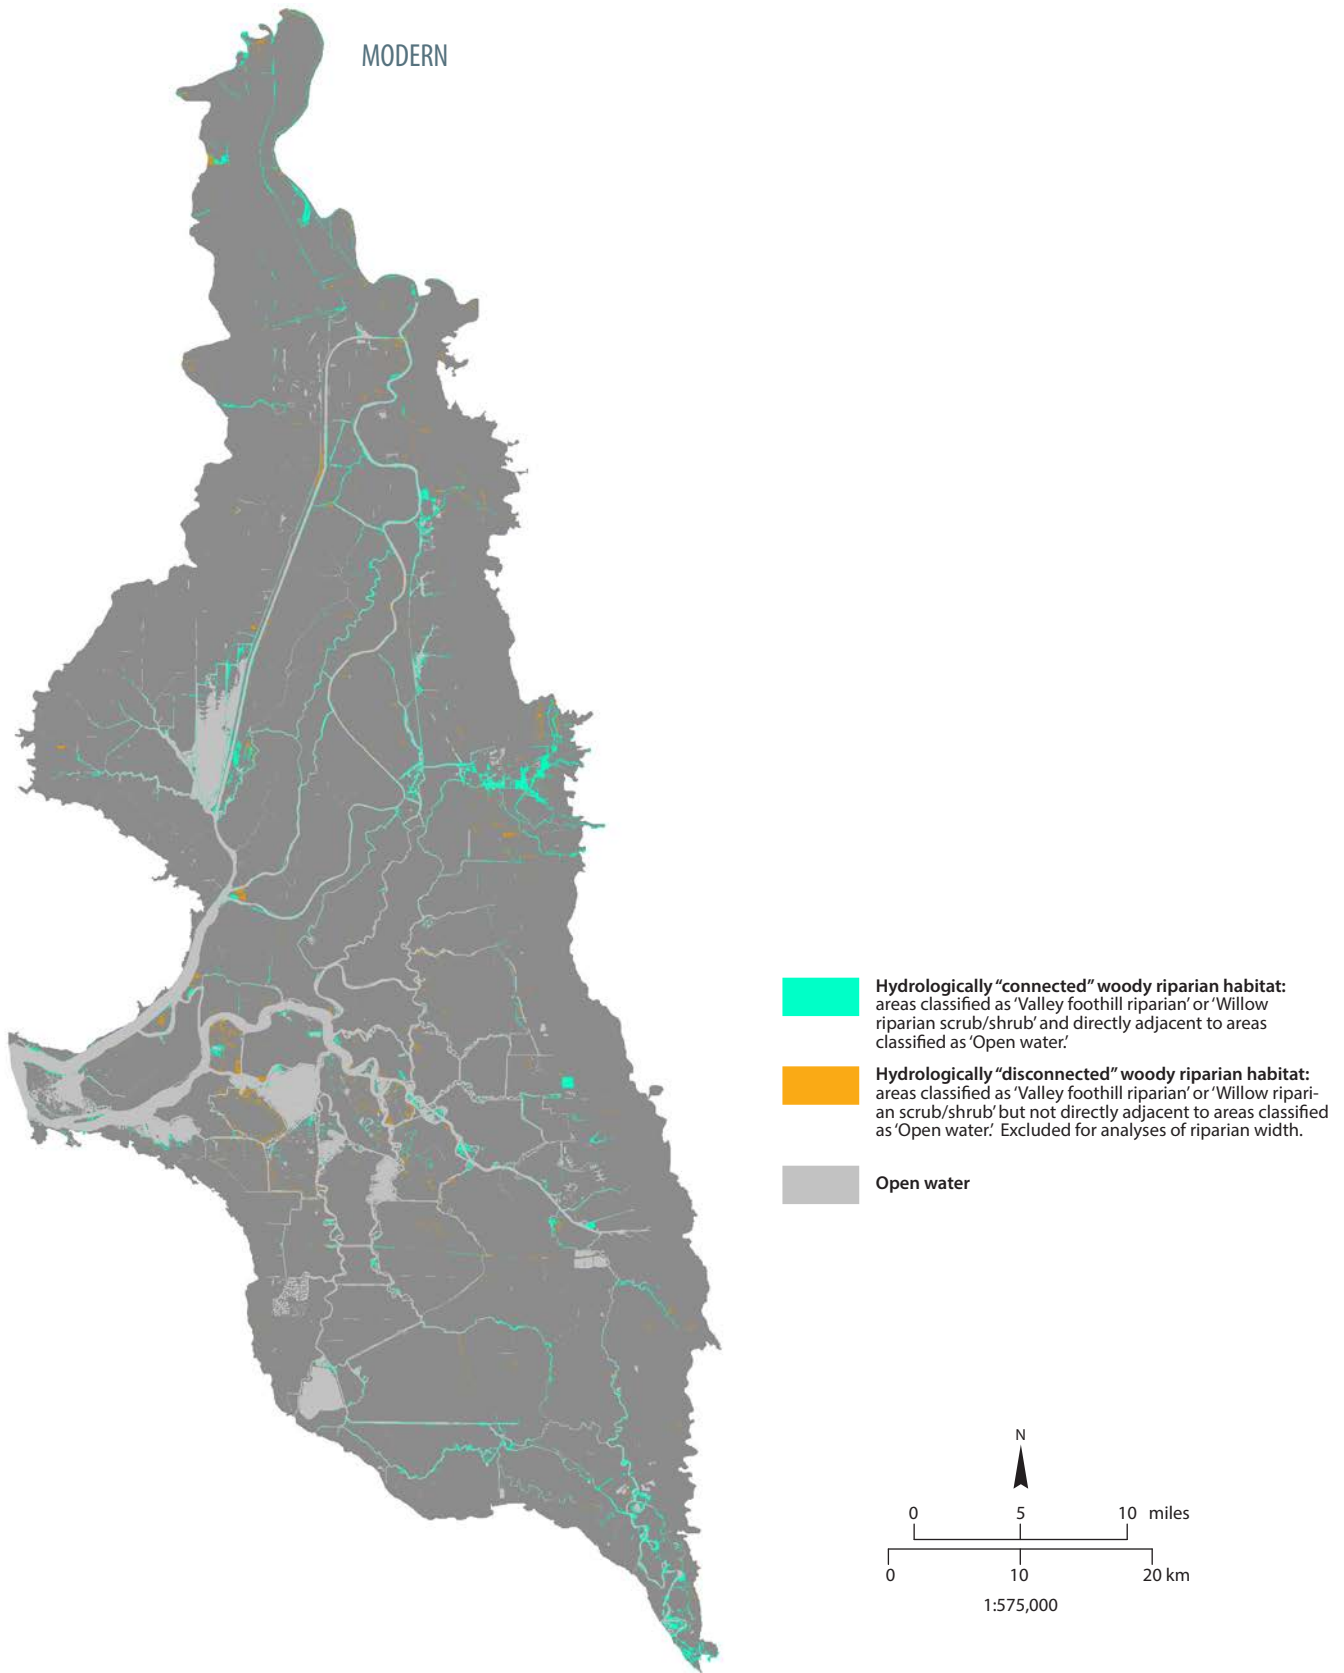 MODERN
Hydrologically “connected” woody riparian habitat:
areas classified as ‘Valley foothill riparian’ or ‘Willow
riparian scrub/shrub’ and directly adjacent to areas
classified as ‘Open water.’
Hydrologically “disconnected” woody riparian habitat:
areas classified as ‘Valley foothill riparian’ or ‘Willow ripari-
an scrub/shrub’ but not directly adjacent to areas classified
as ‘Open water.’ Excluded for analyses of riparian width.
Open water
N
0 5 10 miles
0 10 20 km
1:575,000